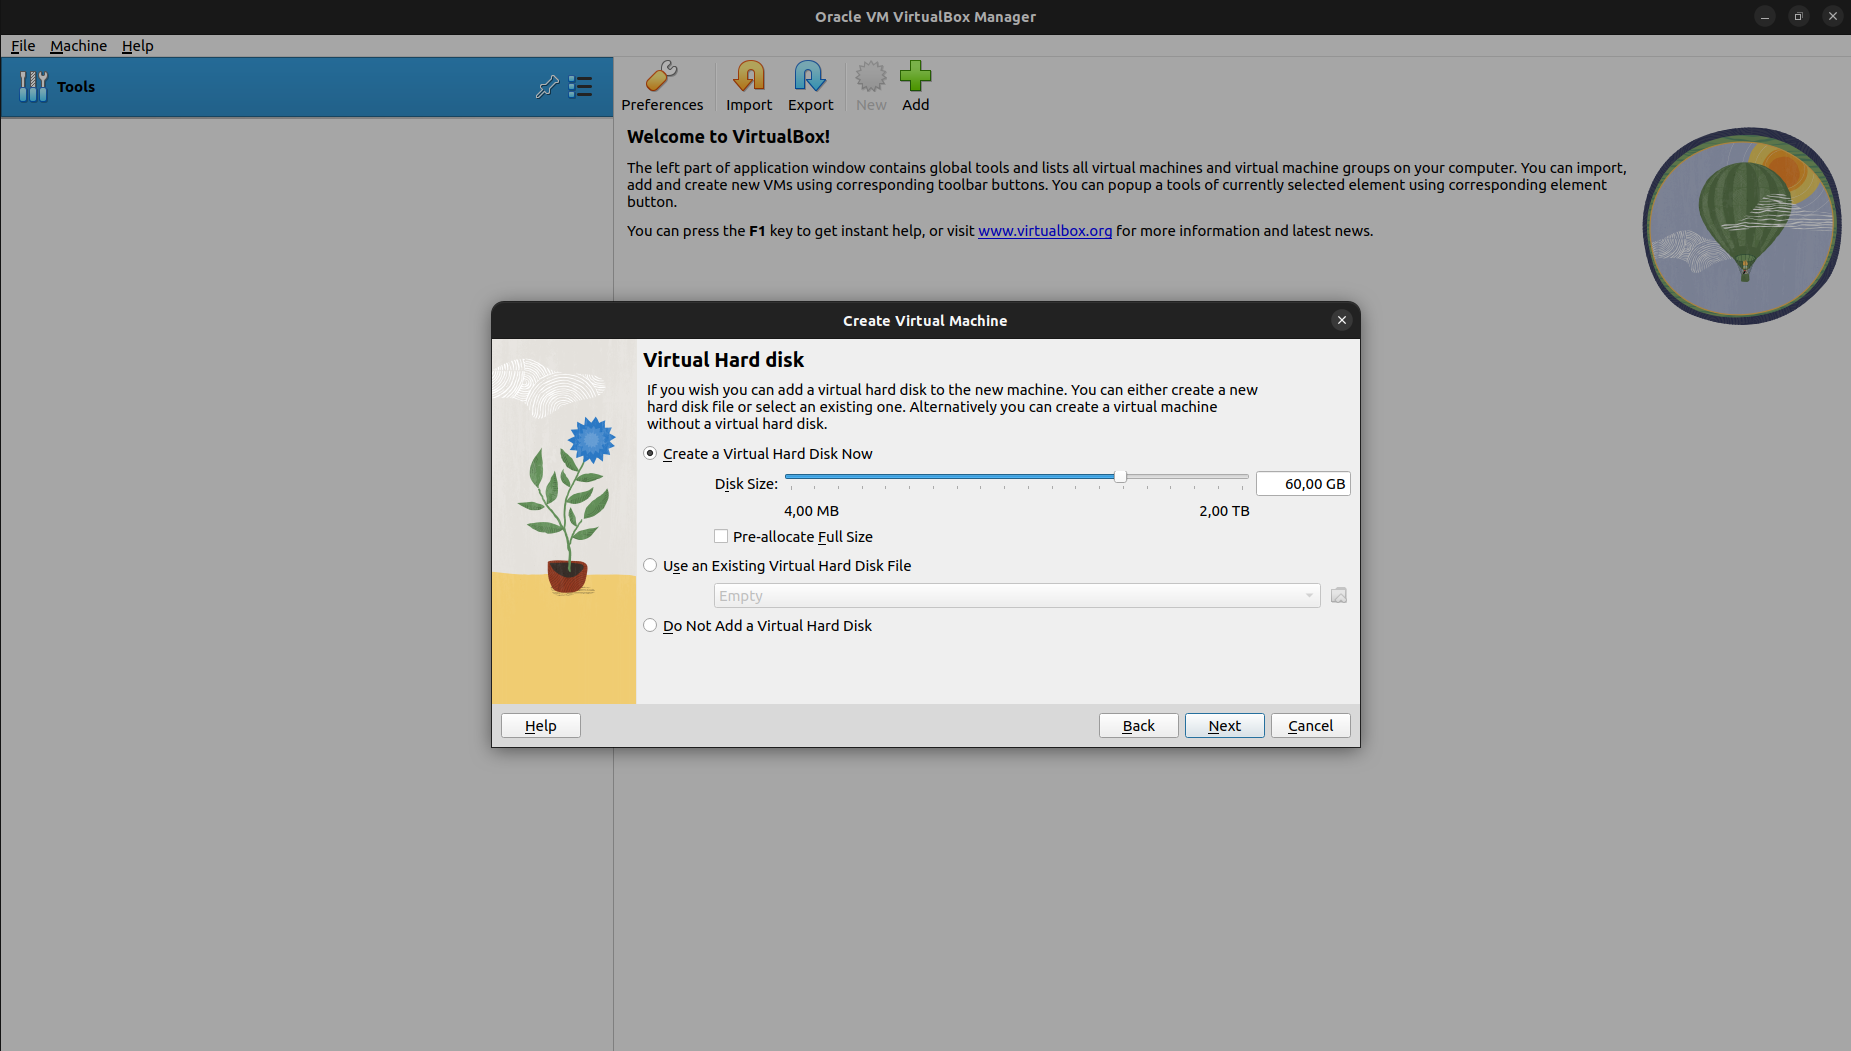 Oracle VM VirtualBox Manager
File Machine Help
Tools
Preferences Import Export New Add
Welcome to VirtualBox!
The left part of application window contains global tools and lists all virtual machines and virtual machine groups on your computer. You can import,
add and create new VMs using corresponding toolbar buttons. You can popup a tools of currently selected element using corresponding element
button.
You can press the F1 key to get instant help, or visit www.virtualbox.org for more information and latest news.
Create Virtual Machine
Virtual Hard disk
If you wish you can add a virtual hard disk to the new machine. You can either create a new
hard disk file or select an existing one. Alternatively you can create a virtual machine
without a virtual hard disk.
Create a Virtual Hard Disk Now
Disk Size: 60,00 GB
4,00 MB 2,00 TB
Pre-allocate Full Size
Use an Existing Virtual Hard Disk File
Empty
Do Not Add a Virtual Hard Disk
Help Back Next Cancel